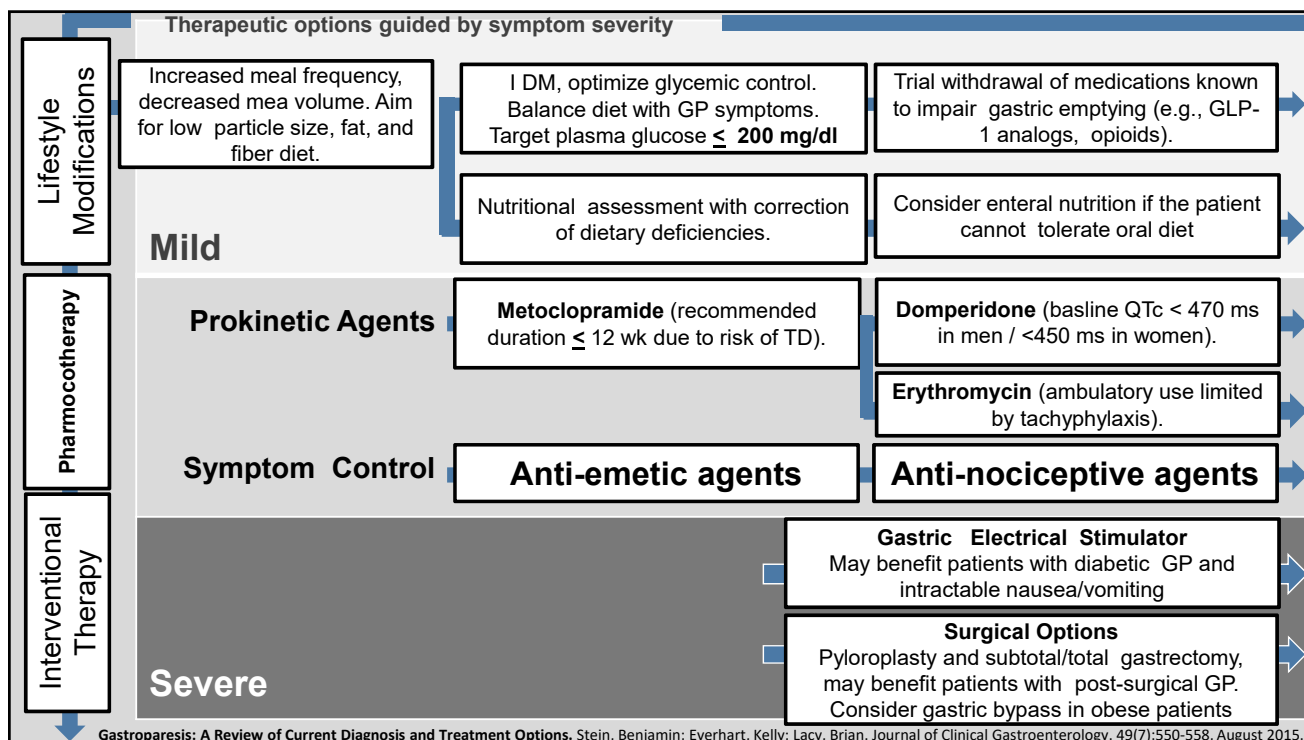 Therapeutic options guided by symptom severity
Lifestyle
Modifications
Increased meal frequency,
decreased mea volume. Aim
for low particle size, fat, and
fiber diet.
I DM, optimize glycemic control.
Balance diet with GP symptoms.
Target plasma glucose < 200 mg/dl
Trial withdrawal of medications known
to impair gastric emptying (e.g., GLP-
1 analogs, opioids).
Nutritional assessment with correction
of dietary deficiencies.
Consider enteral nutrition if the patient
cannot tolerate oral diet
Mild
Pharmocotherapy
Prokinetic Agents
Metoclopramide (recommended
duration < 12 wk due to risk of TD).
Domperidone (basline QTc < 470 ms
in men / <450 ms in women).
Erythromycin (ambulatory use limited
by tachyphylaxis).
Symptom Control
Anti-emetic agents
Anti-nociceptive agents
Interventional
Therapy
Gastric Electrical Stimulator
May benefit patients with diabetic GP and
intractable nausea/vomiting
Surgical Options
Pyloroplasty and subtotal/total gastrectomy,
may benefit patients with post-surgical GP.
Consider gastric bypass in obese patients
Severe
Gastroparesis: A Review of Current Diagnosis and Treatment Options. Stein, Benjamin; Everhart, Kelly; Lacy, Brian. Journal of Clinical Gastroenterology. 49(7):550-558, August 2015.